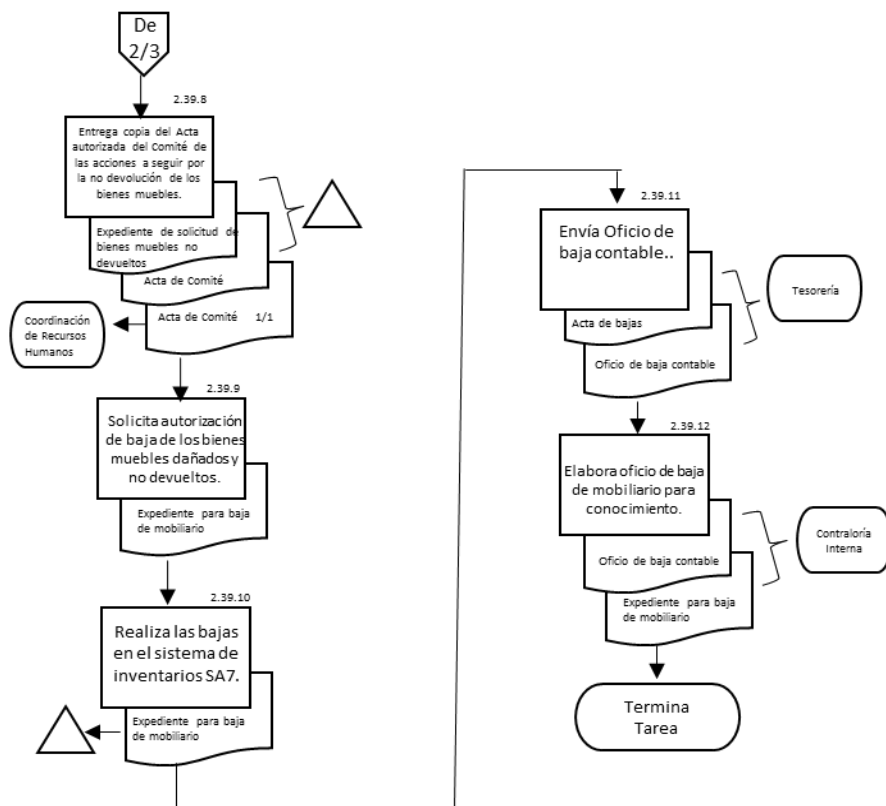 De
2/3
2.39.8
Entrega copia del Acta
autorizada del Comité de
las acciones a seguir por
la no devolución de los
bienes muebles.
Expediente de solicitud de
bienes muebles no
devueltos
Acta de Comité
Acta de Comité 1/1
Coordinación
de Recursos
Humanos
2.39.9
Solicita autorización
de baja de los bienes
muebles dañados y
no devueltos.
Expediente para baja
de mobiliario
2.39.10
Realiza las bajas
en el sistema de
inventarios SA7.
Expediente para baja
de mobiliario
2.39.11
Envía Oficio de
baja contable..
Acta de bajas
Oficio de baja contable
Tesorería
2.39.12
Elabora oficio de baja
de mobiliario para
conocimiento.
Oficio de baja contable
Expediente para baja
de mobiliario
Contraloría
Interna
Termina
Tarea